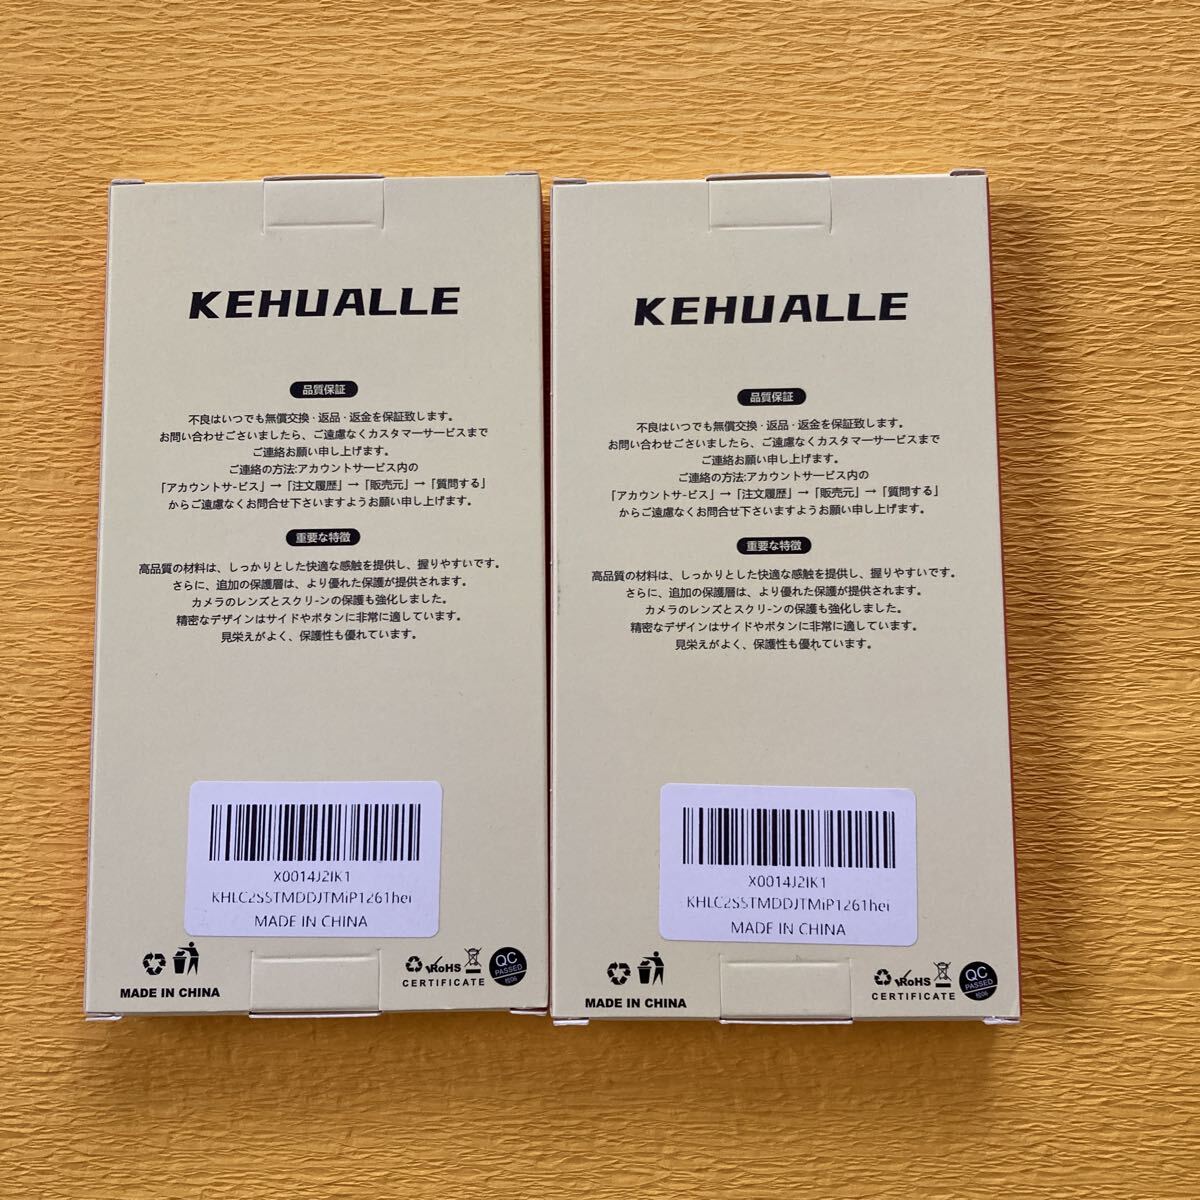 KEHUALLE
品質保証
不良はいつでも無償交換·返品·返金を保証致します。
お問い合わせございましたら、ご遠慮なくカスタマーサービスまで
ご連絡お願い申し上げます。
ご連絡の方法:アカウントサービス内の
「アカウントサービス」→「注文履歴」→「販売元」→「質問する」
からご遠慮なくお問合せ下さいますようお願い申し上げます。
重要な特徴
高品質の材料は、しっかりとした快適な感触を提供し、握りやすいです。
さらに、追加の保護層は、より優れた保護が提供されます。
カメラのレンズとスクリーンの保護も強化しました。
精密なデザインはサイドやボタンに非常に適しています。
見栄えがよく、保護性も優れています。
X0014J2IK1
KHLC2S5TMDDJTMiP1261hei
MADE IN CHINA
MADE IN CHINA
RoHS
CERTIFICATE
QC
PASSED
KEHUALLE
品質保証
不良はいつでも無償交換·返品·返金を保証致します。
お問い合わせございましたら、ご遠慮なくカスタマーサービスまで
ご連絡お願い申し上げます。
ご連絡の方法:アカウントサービス内の
「アカウントサービス」→「注文履歴」→「販売元」→「質問する」
からご遠慮なくお問合せ下さいますようお願い申し上げます。
重要な特徴
高品質の材料は、しっかりとした快適な感触を提供し、握りやすいです。
さらに、追加の保護層は、より優れた保護が提供されます。
カメラのレンズとスクリーンの保護も強化しました。
精密なデザインはサイドやボタンに非常に適しています。
見栄えがよく、保護性も優れています。
X0014J2IK1
KHLC2S5TMDDJTMiP1261hei
MADE IN CHINA
MADE IN CHINA
RoHS
CERTIFICATE
QC
PASSED